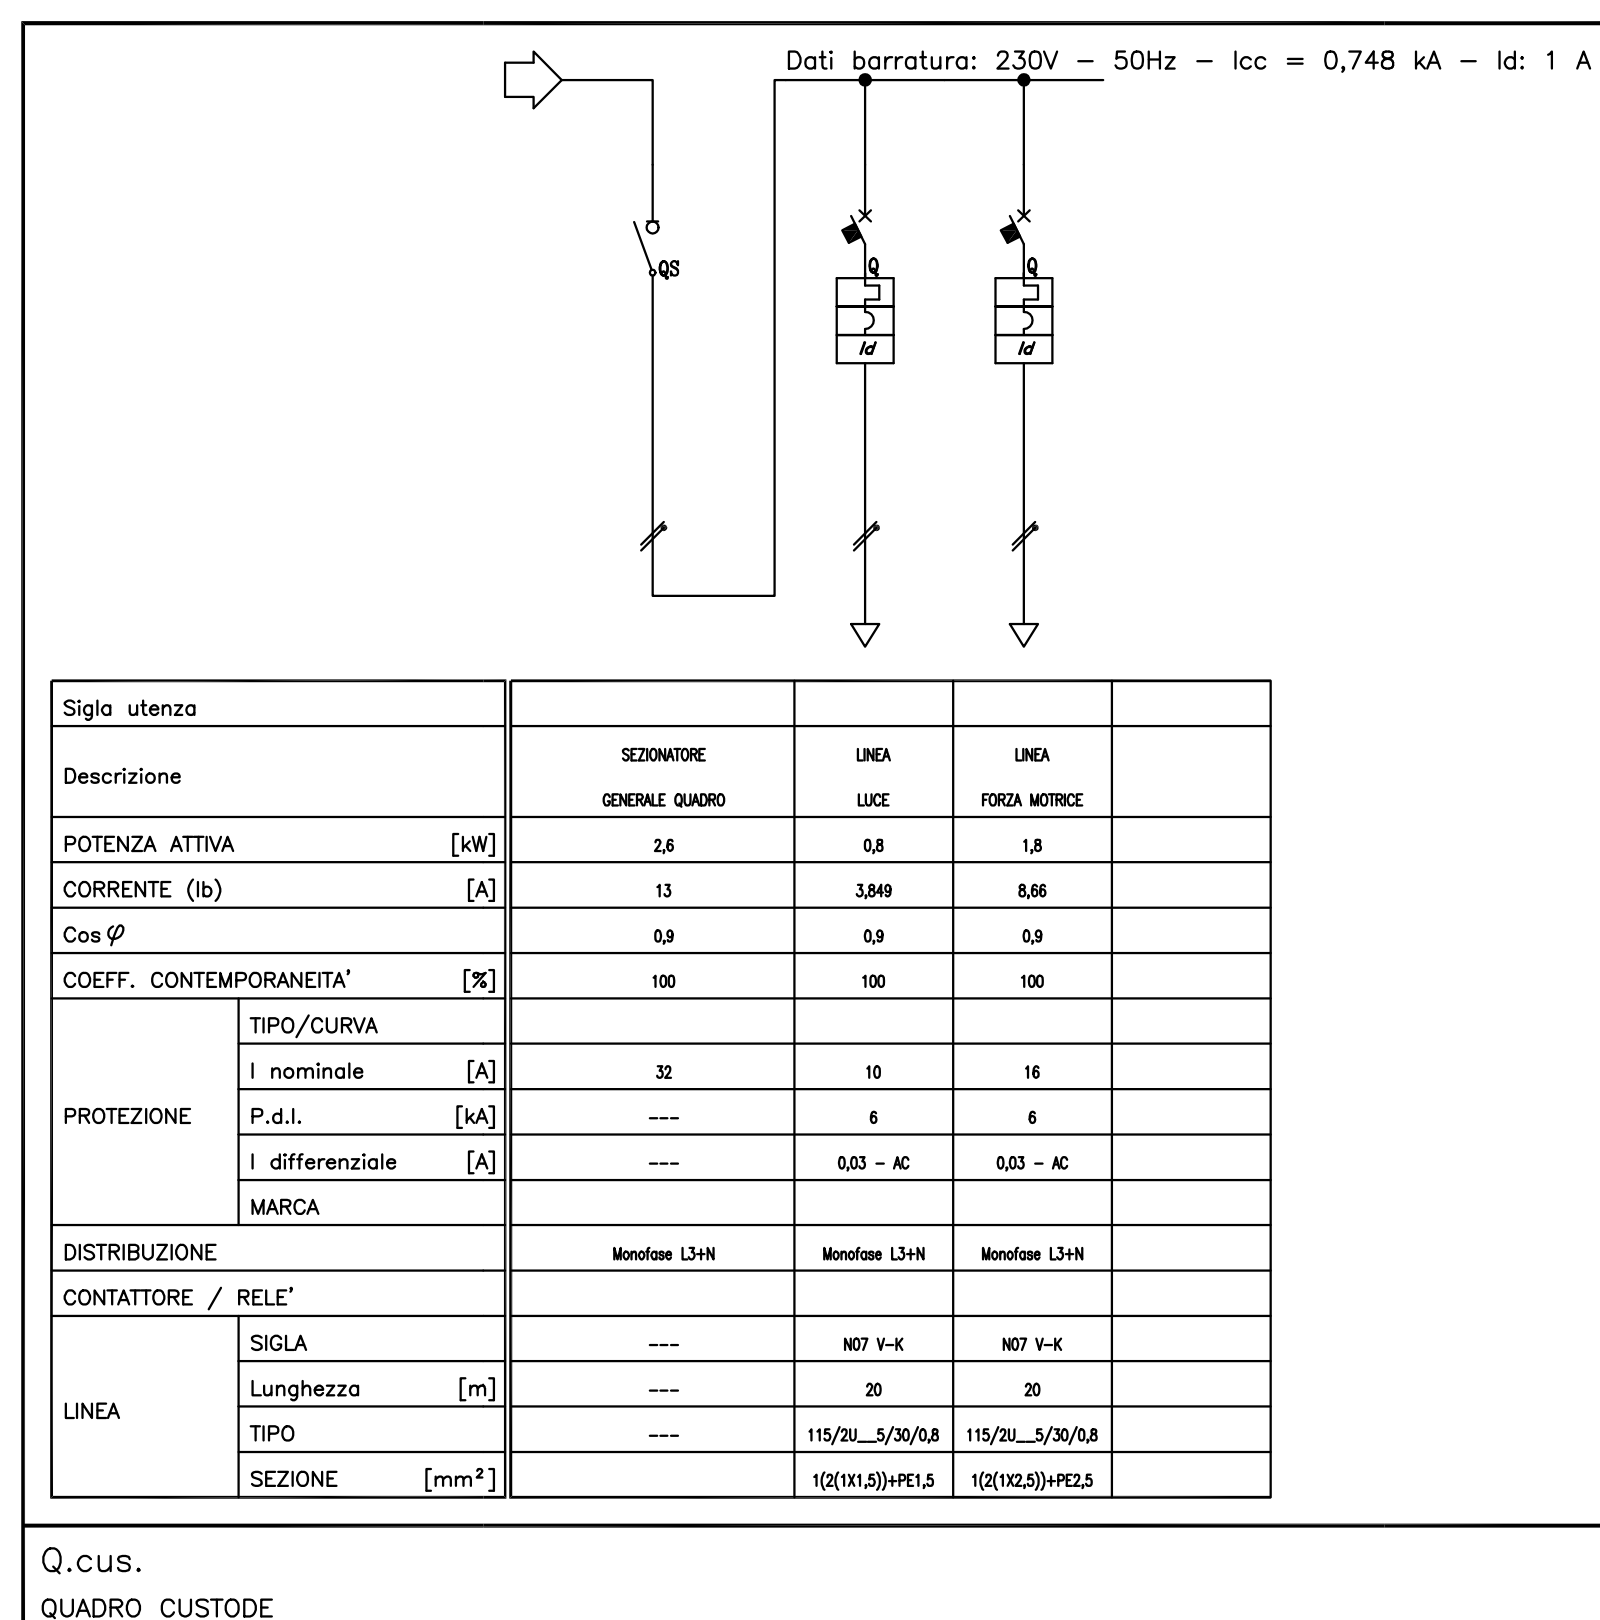 Dati barratura: 230V - 50Hz - Icc = 0,748 kA - Id: 1 A
QS
Q Q
Id Id
Sigla utenza
Descrizione SEZIONATORE GENERALE QUADRO LINEA LUCE LINEA FORZA MOTRICE
POTENZA ATTIVA [kW] 2,6 0,8 1,8
CORRENTE (Ib) [A] 13 3,849 8,66
Cos φ 0,9 0,9 0,9
COEFF. CONTEMPORANEITA' [%] 100 100 100
PROTEZIONE
TIPO/CURVA
I nominale [A] 32 10 16
P.d.I. [kA] --- 6 6
I differenziale [A] --- 0,03 - AC 0,03 - AC
MARCA
DISTRIBUZIONE Monofase L3+N Monofase L3+N Monofase L3+N
CONTATTORE / RELE'
LINEA
SIGLA --- N07 V-K N07 V-K
Lunghezza [m] --- 20 20
TIPO --- 115/2U__5/30/0,8 115/2U__5/30/0,8
SEZIONE [mm²] 1(2(1X1,5))+PE1,5 1(2(1X2,5))+PE2,5
Q.cus.
QUADRO CUSTODE